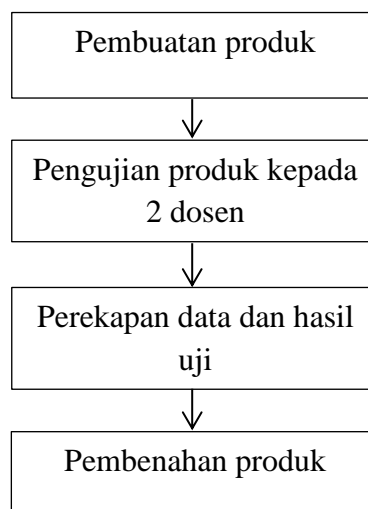 Pembuatan produk
Pengujian produk kepada
2 dosen
Perekapan data dan hasil
uji
Pembenahan produk